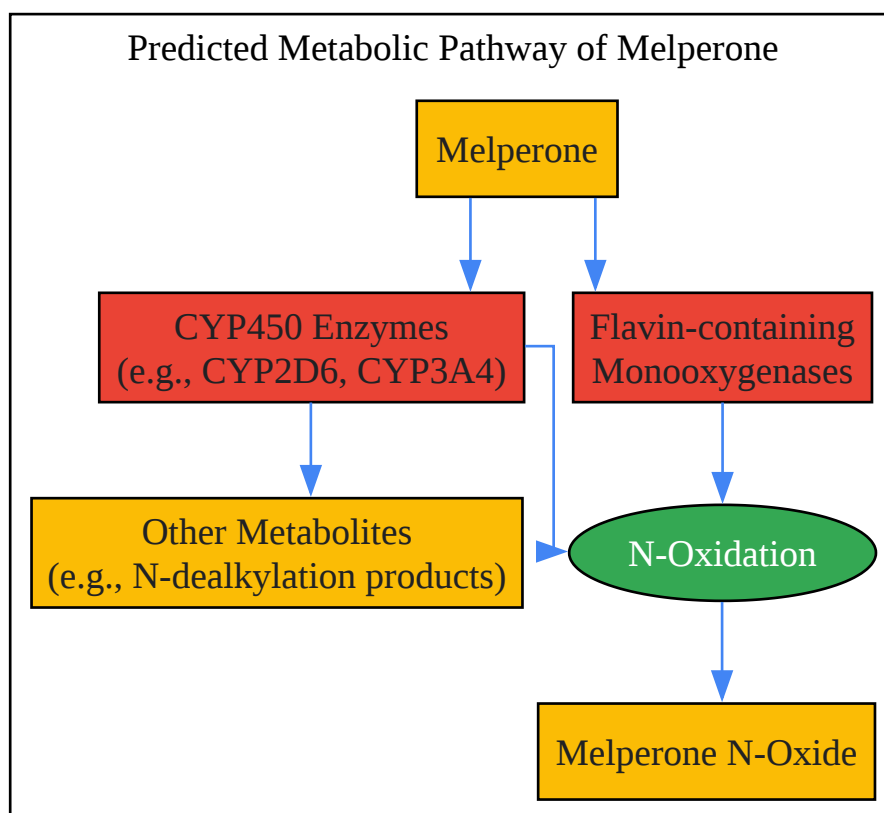 Predicted Metabolic Pathway of Melperone
Melperone
CYP450 Enzymes
(e.g., CYP2D6, CYP3A4)
Flavin-containing
Monooxygenases
Other Metabolites
(e.g., N-dealkylation products)
N-Oxidation
Melperone N-Oxide